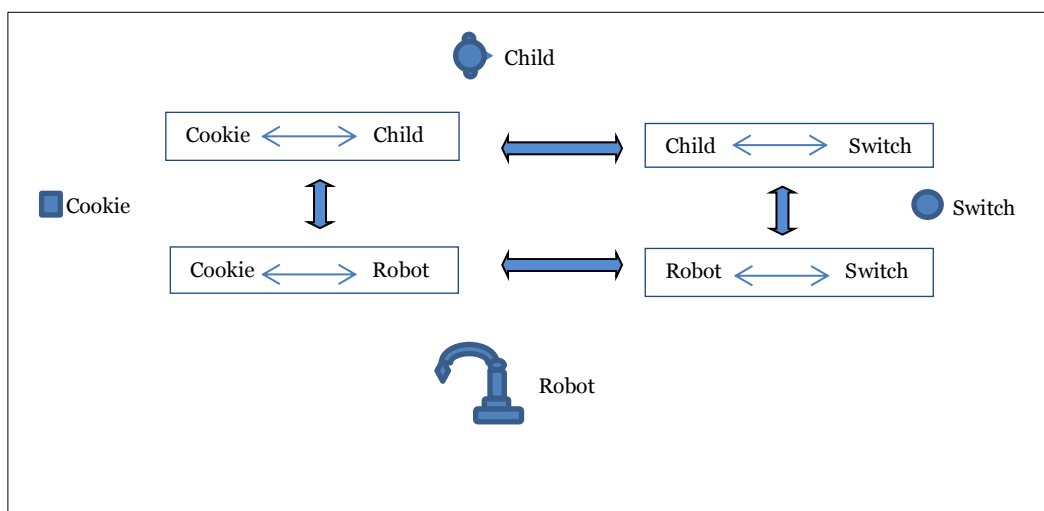 Child
Cookie Child
Child Switch
Cookie
Switch
Cookie Robot
Robot Switch
Robot